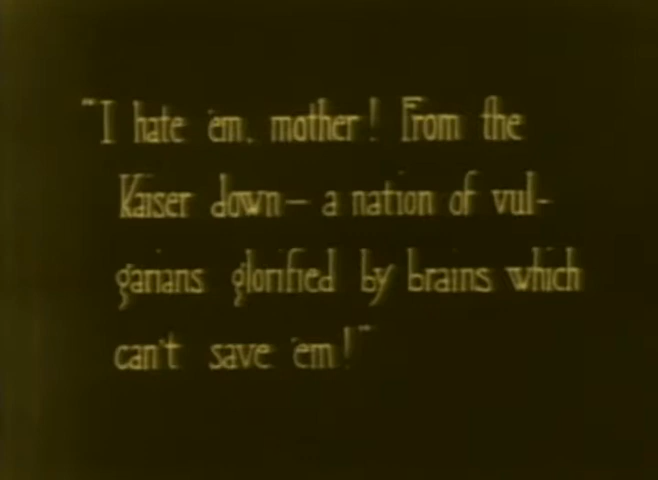 "I hate 'em, mother! From the
Kaiser down— a nation of vul-
garians glorified by brains which
can't save 'em!"